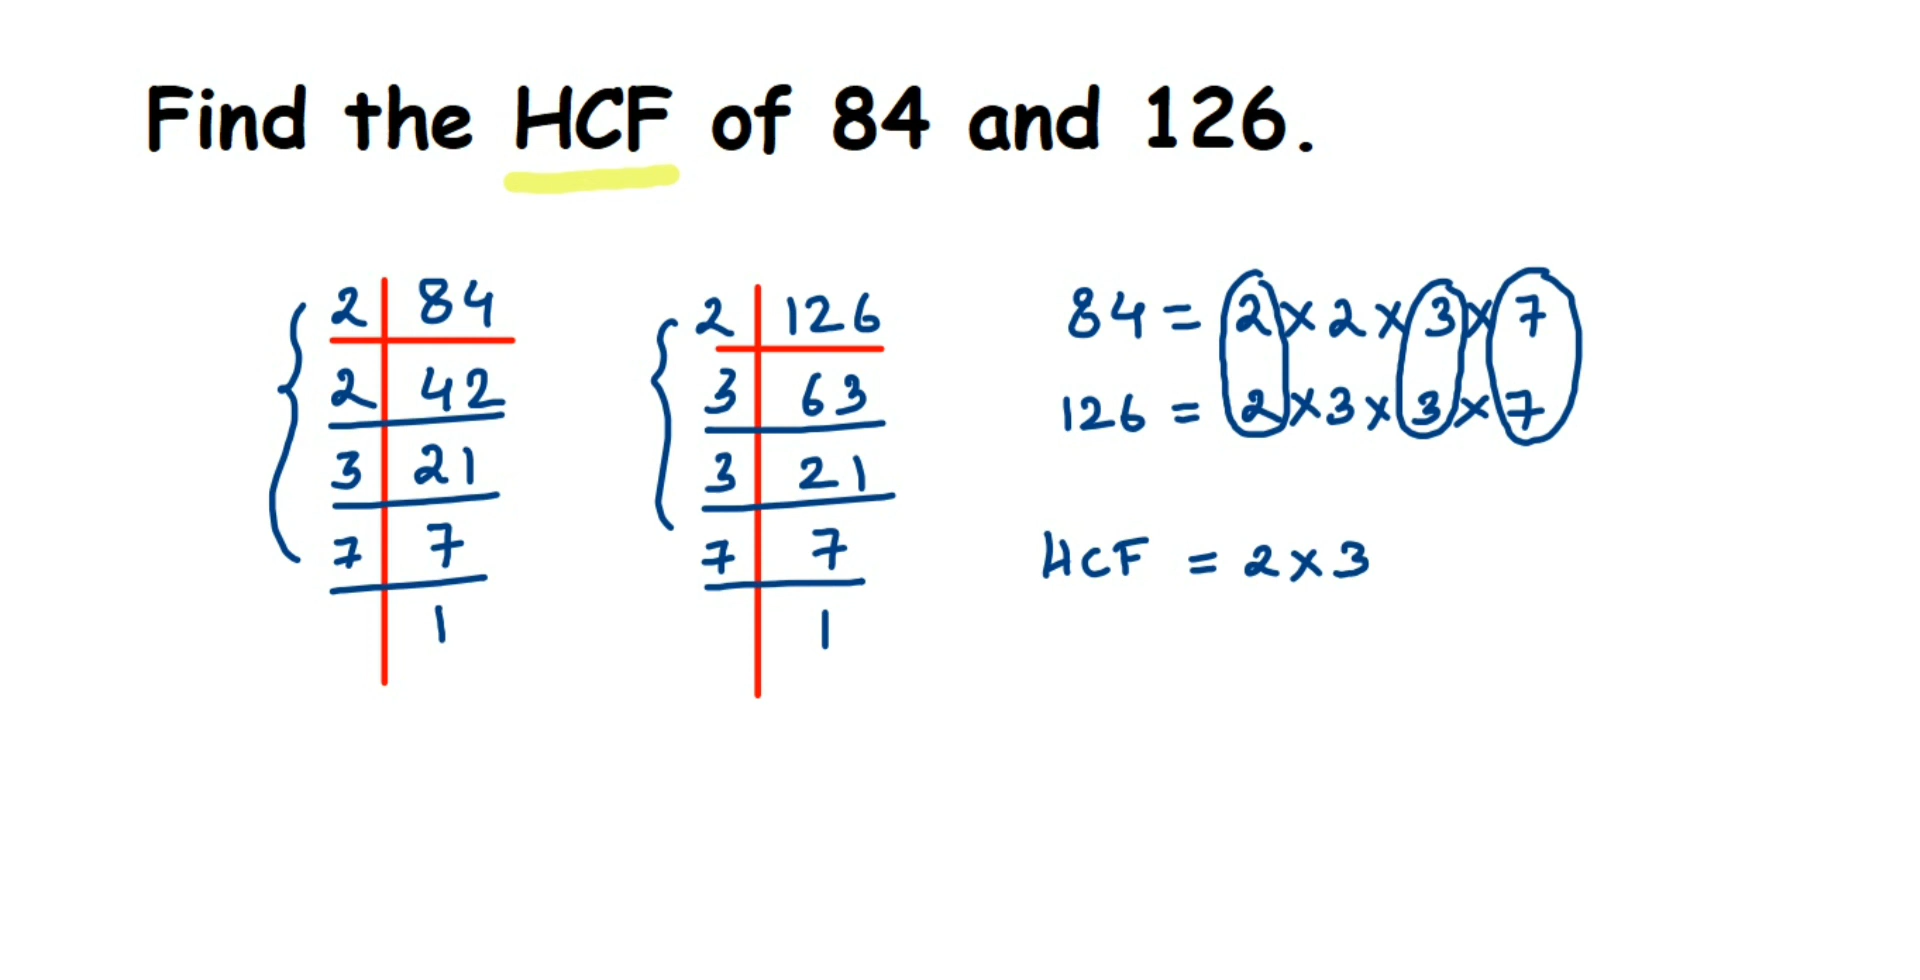 Find the HCF of 84 and 126.
2 84
2 42
3 21
7 7
1
2 126
3 63
3 21
7 7
1
84 = 2 × 2 × 3 × 7
126 = 2 × 3 × 3 × 7
HCF = 2 × 3